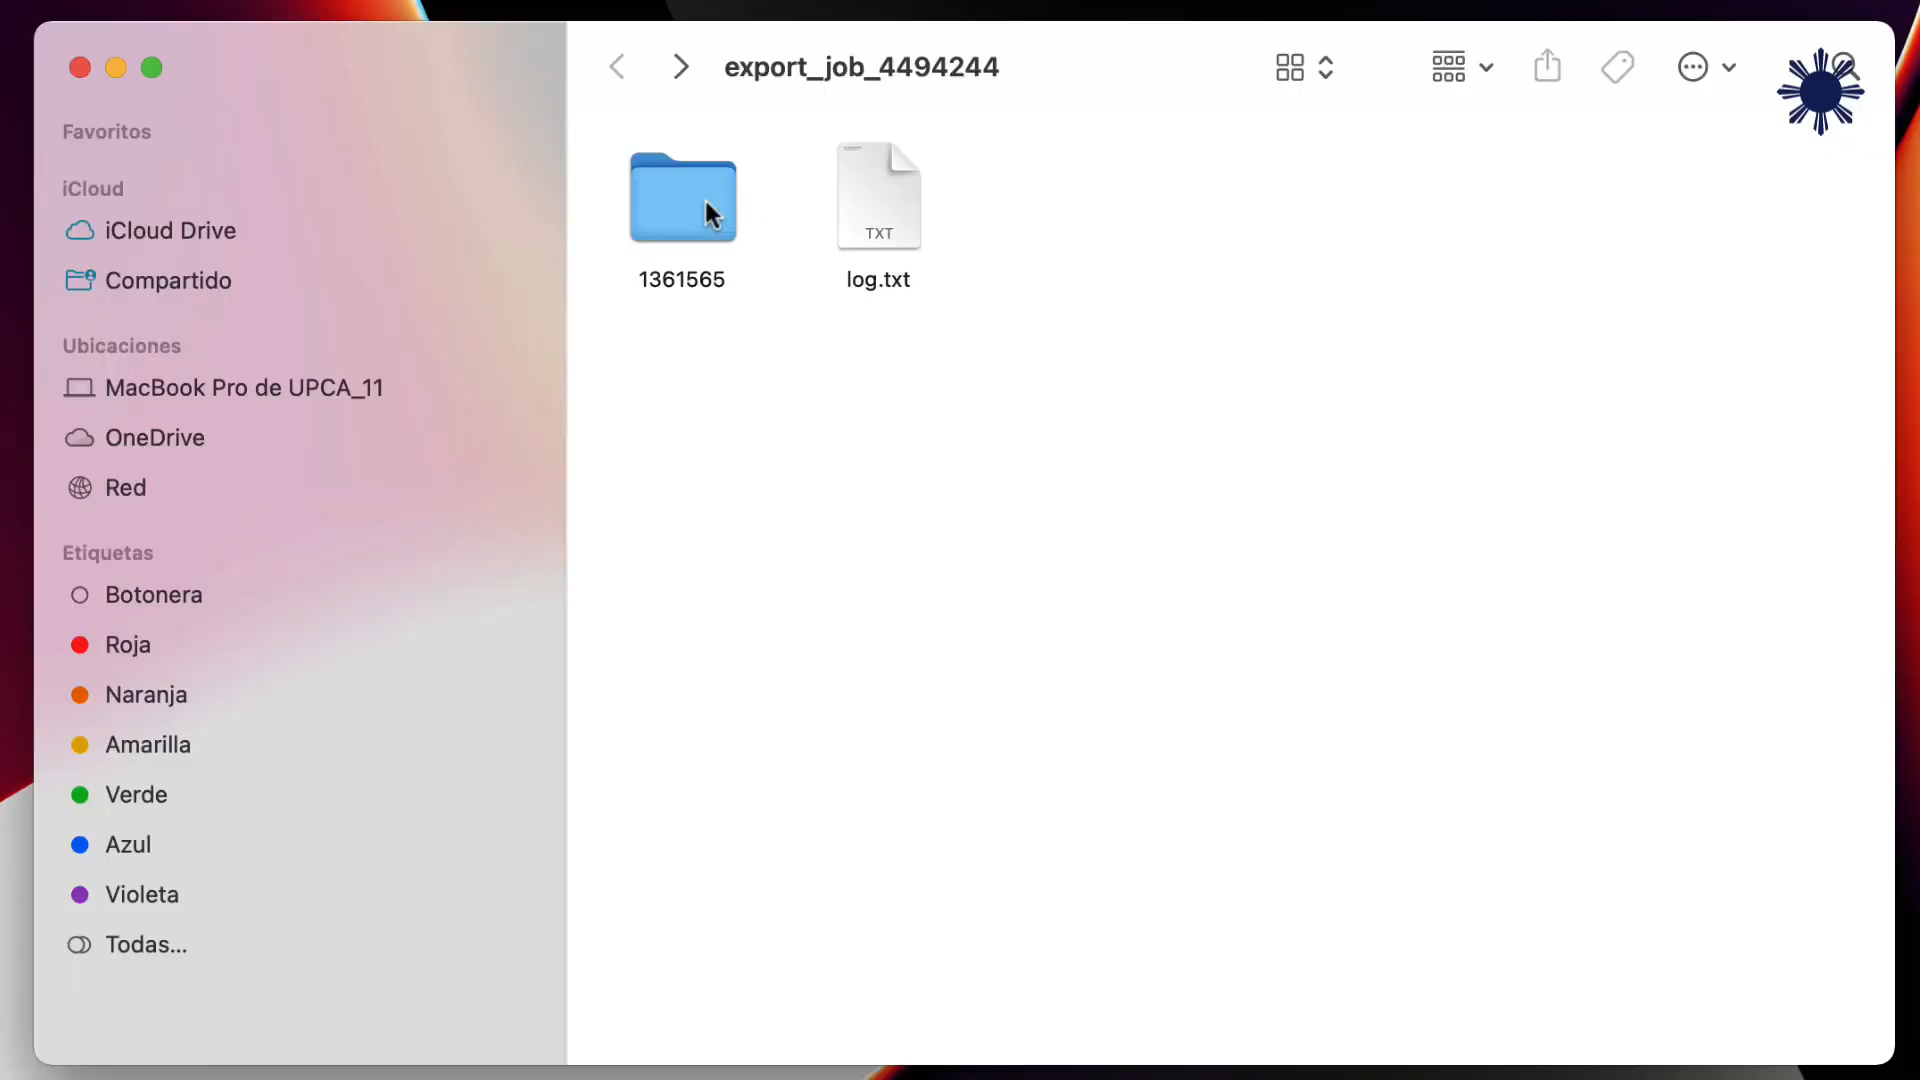 export_job_4494244
Favoritos
iCloud
iCloud Drive
Compartido
Ubicaciones
MacBook Pro de UPCA_11
OneDrive
Red
Etiquetas
Botonera
Roja
Naranja
Amarilla
Verde
Azul
Violeta
Todas...
TXT
1361565
log.txt